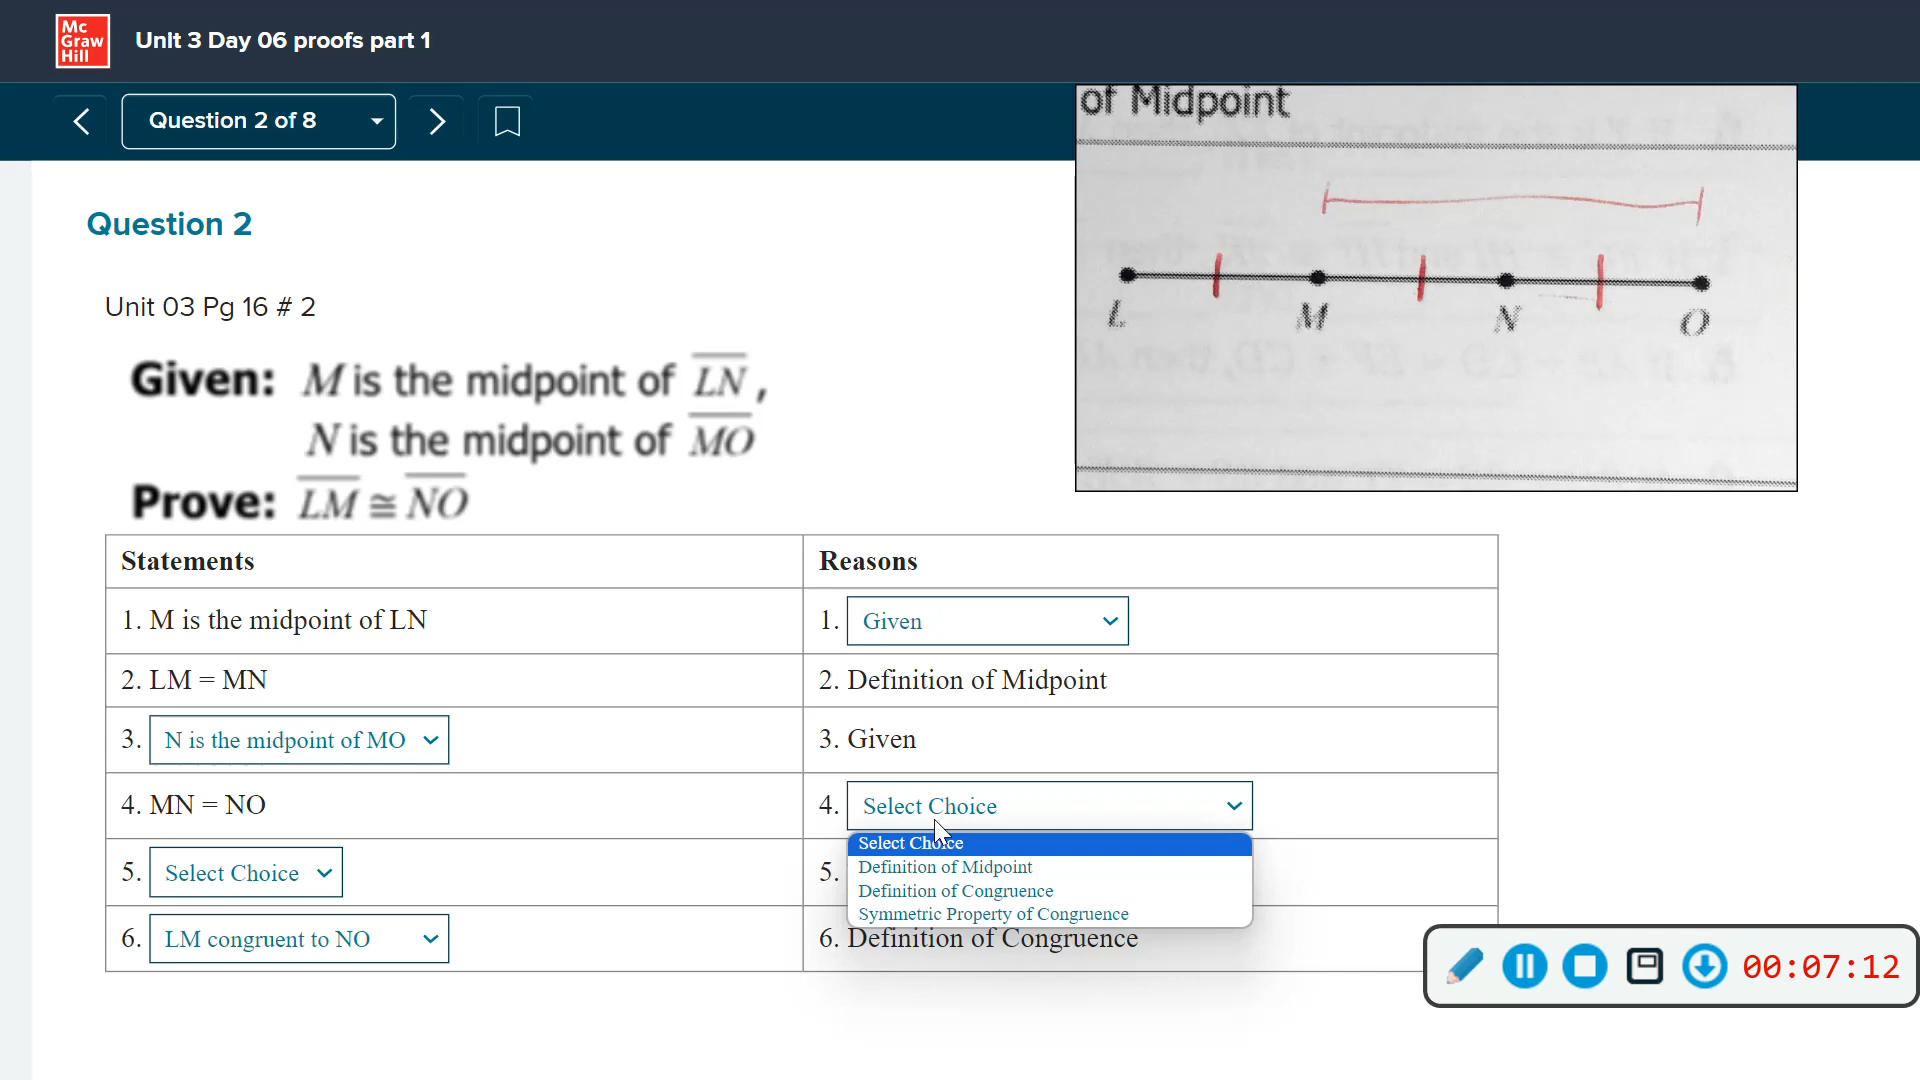 Mc
Graw
Hill
Unit 3 Day 06 proofs part 1
Question 2 of 8
of Midpoint
L M N O
Question 2
Unit 03 Pg 16 # 2
Given: M is the midpoint of LN,
N is the midpoint of MO
Prove: LM ≅ NO
Statements Reasons
1. M is the midpoint of LN 1. Given
2. LM = MN 2. Definition of Midpoint
3. N is the midpoint of MO 3. Given
4. MN = NO 4. Select Choice
Select Choice
Definition of Midpoint
Definition of Congruence
Symmetric Property of Congruence
5. Select Choice 5.
6. LM congruent to NO 6. Definition of Congruence
00:07:12